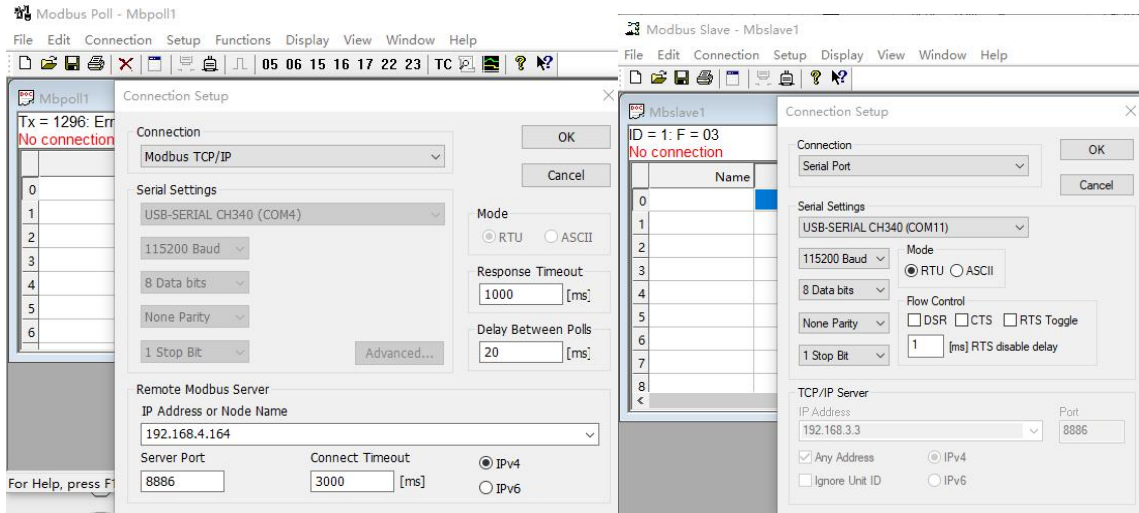 Modbus Poll - Mbpoll1
File Edit Connection Setup Functions Display View Window Help
05 06 15 16 17 22 23 TC
Mbpoll1
Tx = 1296: Err
No connection
0
1
2
3
4
5
6
For Help, press F1
Connection Setup
Connection
Modbus TCP/IP
OK
Cancel
Serial Settings
USB-SERIAL CH340 (COM4)
115200 Baud
8 Data bits
None Parity
1 Stop Bit
Advanced...
Mode
RTU ASCII
Response Timeout
1000 [ms]
Delay Between Polls
20 [ms]
Remote Modbus Server
IP Address or Node Name
192.168.4.164
Server Port Connect Timeout
8886 3000 [ms]
IPv4
IPv6
Modbus Slave - Mbslave1
File Edit Connection Setup Display View Window Help
Mbslave1
ID = 1: F = 03
No connection
Name
0
1
2
3
4
5
6
7
8
Connection Setup
Connection
Serial Port
OK
Cancel
Serial Settings
USB-SERIAL CH340 (COM11)
115200 Baud
8 Data bits
None Parity
1 Stop Bit
Mode
RTU ASCII
Flow Control
DSR CTS RTS Toggle
1 [ms] RTS disable delay
TCP/IP Server
IP Address Port
192.168.3.3 8886
Any Address IPv4
Ignore Unit ID IPv6